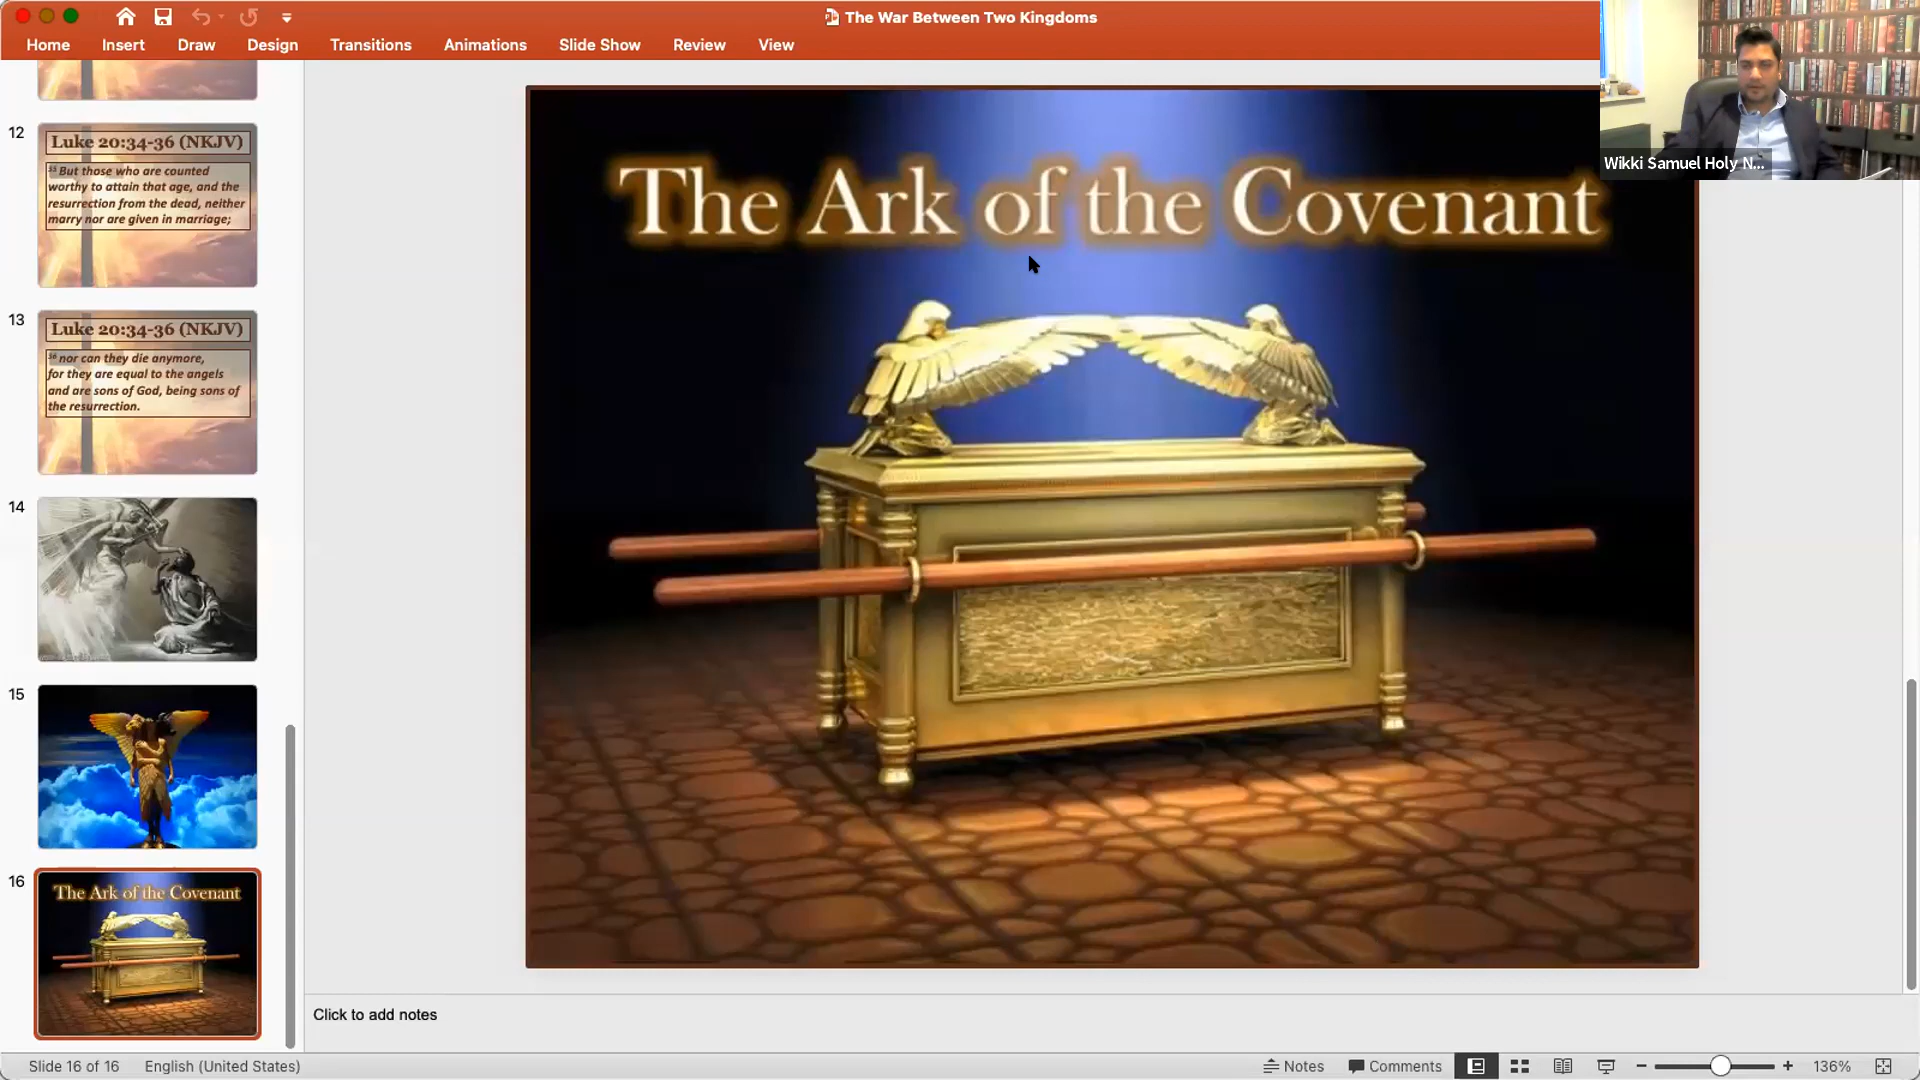 The War Between Two Kingdoms
Home Insert Draw Design Transitions Animations Slide Show Review View
Wikki Samuel Holy N...
12
Luke 20:34-36 (NKJV)
35 But those who are counted
worthy to attain that age, and the
resurrection from the dead, neither
marry nor are given in marriage;
13
Luke 20:34-36 (NKJV)
36 nor can they die anymore,
for they are equal to the angels
and are sons of God, being sons of
the resurrection.
14
15
16
The Ark of the Covenant
The Ark of the Covenant
Click to add notes
Slide 16 of 16 English (United States) Notes Comments 136%